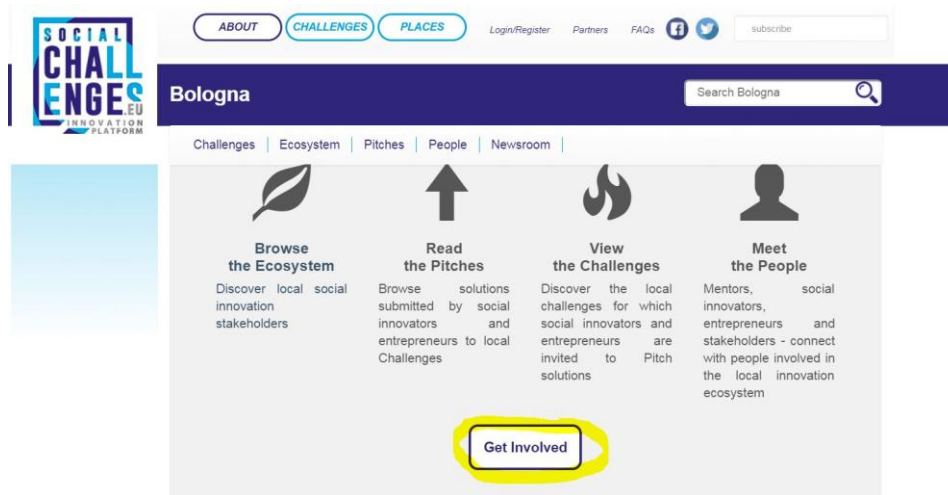 SOCIAL
CHALL
ENGES.EU
INNOVATION
PLATFORM
ABOUT CHALLENGES PLACES Login/Register Partners FAQs subscribe
Bologna
Search Bologna
Challenges | Ecosystem | Pitches | People | Newsroom |
Browse
the Ecosystem
Discover local social
innovation
stakeholders
Read
the Pitches
Browse solutions
submitted by social
innovators and
entrepreneurs to local
Challenges
View
the Challenges
Discover the local
challenges for which
social innovators and
entrepreneurs are
invited to Pitch
solutions
Meet
the People
Mentors, social
innovators,
entrepreneurs and
stakeholders - connect
with people involved in
the local innovation
ecosystem
Get Involved